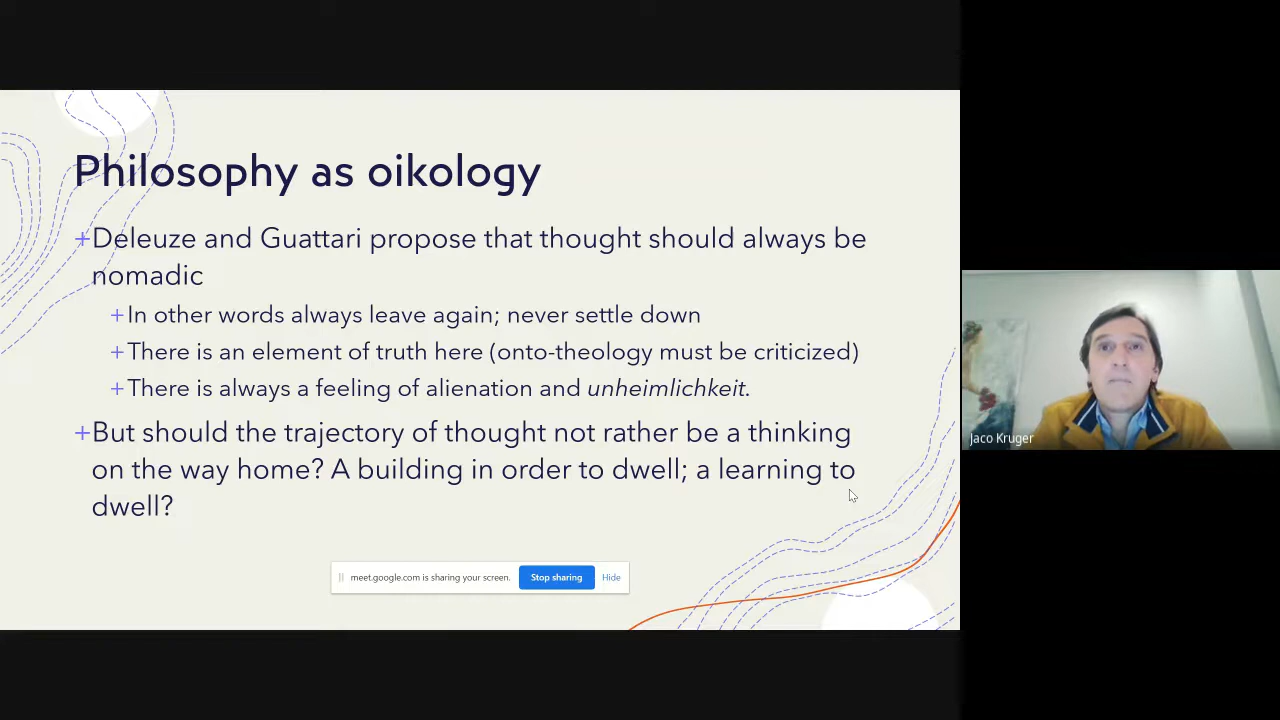 Philosophy as oikology
+Deleuze and Guattari propose that thought should always be
nomadic
+In other words always leave again; never settle down
+There is an element of truth here (onto-theology must be criticized)
+There is always a feeling of alienation and unheimlichkeit.
+But should the trajectory of thought not rather be a thinking
on the way home? A building in order to dwell; a learning to
dwell?
meet.google.com is sharing your screen. Stop sharing Hide
Jaco Kruger